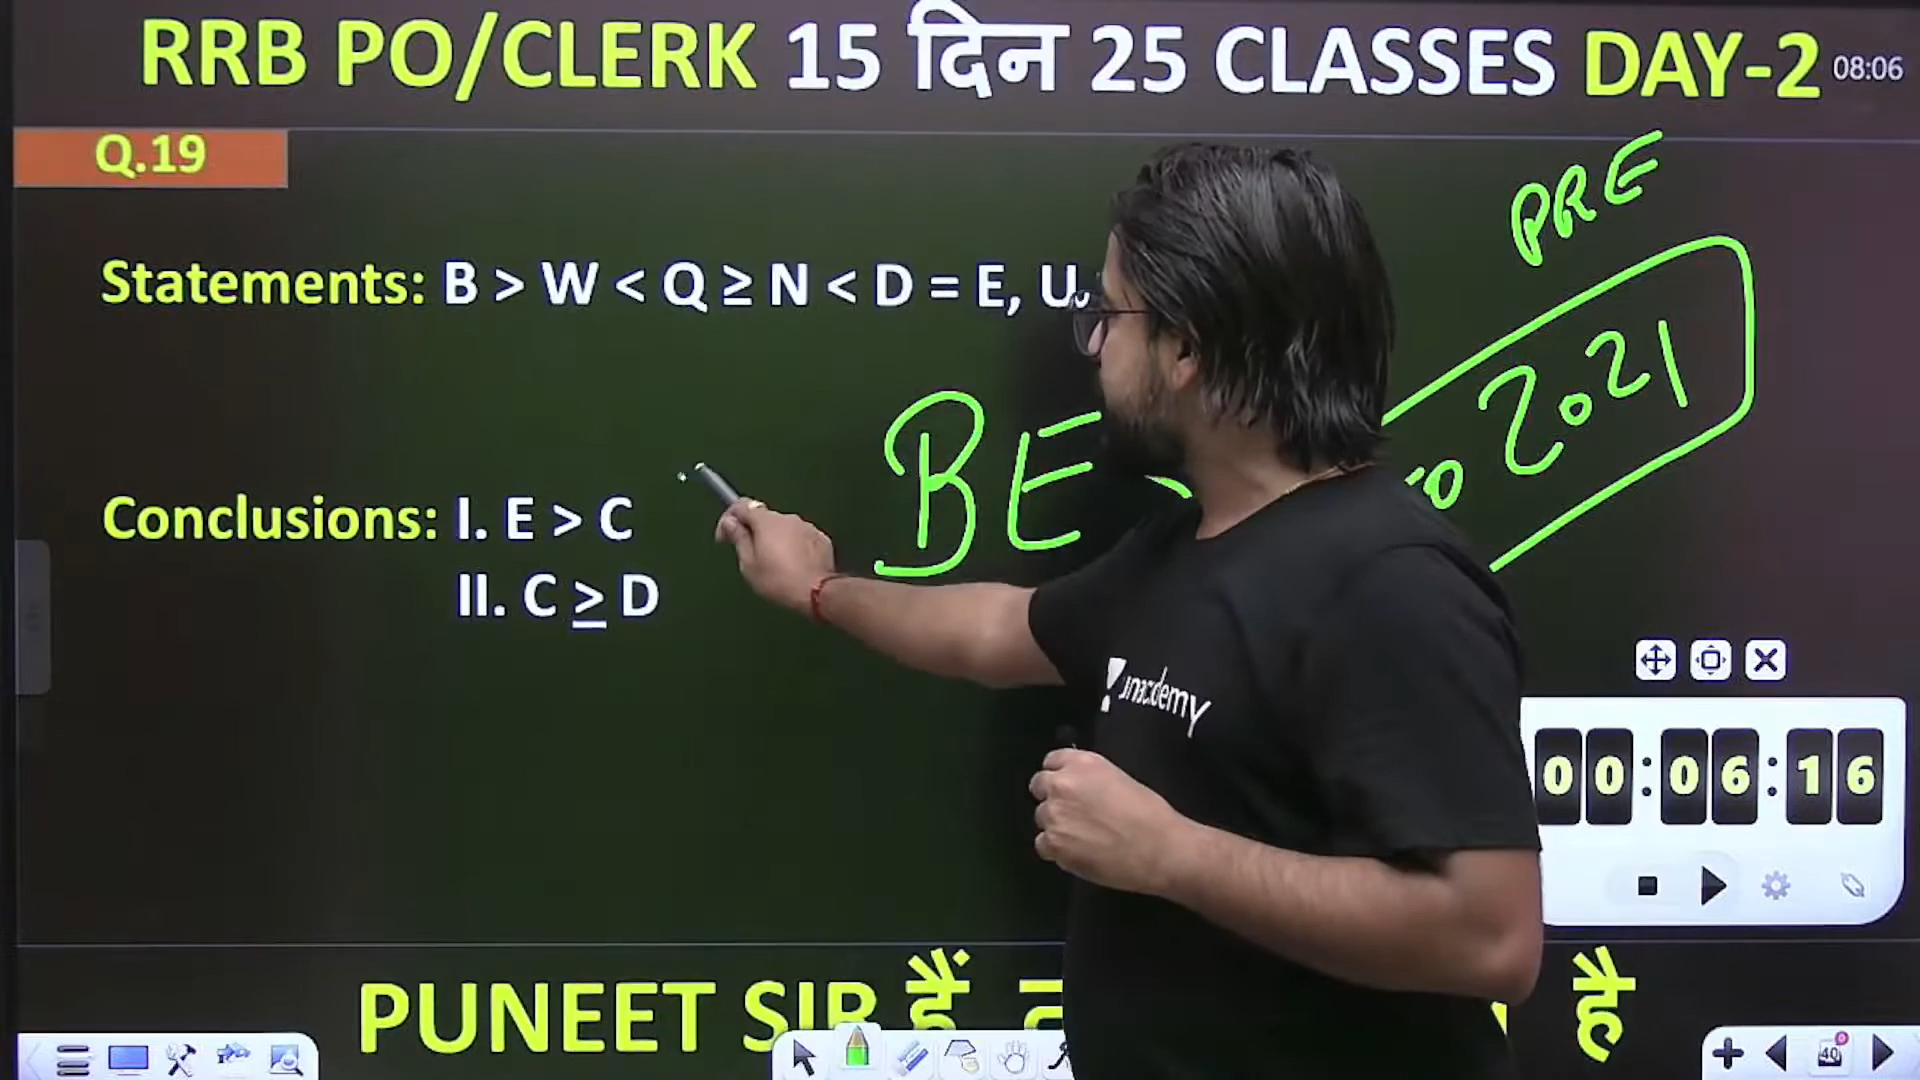 RRB PO/CLERK 15 दिन 25 CLASSES DAY-2 08:06
Q.19
PRE
Statements: B > W < Q ≥ N < D = E, U
2021
BE
Conclusions: I. E > C
II. C ≥ D
unacademy
00:06:16
PUNEET SIR हैं है
40